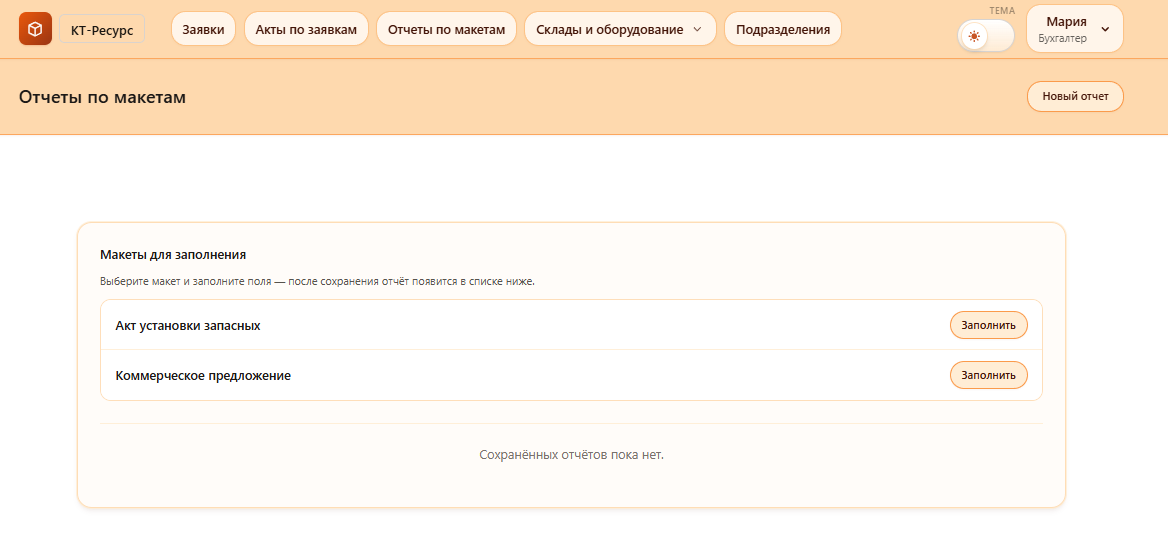 КТ-Ресурс
Заявки
Акты по заявкам
Отчеты по макетам
Склады и оборудование
Подразделения
ТЕМА
Мария
Бухгалтер
Отчеты по макетам
Новый отчет
Макеты для заполнения
Выберите макет и заполните поля — после сохранения отчёт появится в списке ниже.
Акт установки запасных
Заполнить
Коммерческое предложение
Заполнить
Сохранённых отчётов пока нет.